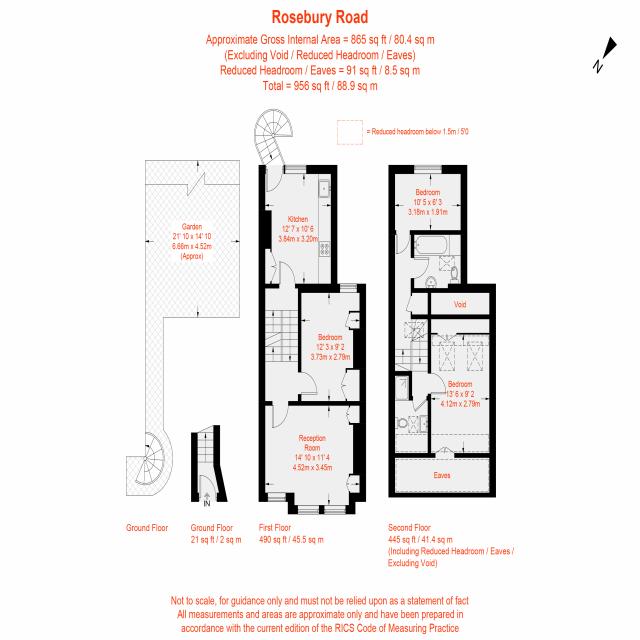 Rosebury Road
Approximate Gross Internal Area = 865 sq ft / 80.4 sq m
(Excluding Void / Reduced Headroom / Eaves)
Reduced Headroom / Eaves = 91 sq ft / 8.5 sq m
Total = 956 sq ft / 88.9 sq m
N
= Reduced headroom below 1.5m / 5'0
Garden
21' 10 x 14' 10
6.66m x 4.52m
(Approx)
Kitchen
12' 7 x 10' 6
3.84m x 3.20m
Bedroom
12' 3 x 9' 2
3.73m x 2.79m
Reception
Room
14' 10 x 11' 4
4.52m x 3.45m
Bedroom
10' 5 x 6' 3
3.18m x 1.91m
Void
Bedroom
13' 6 x 9' 2
4.12m x 2.79m
Eaves
IN
Ground Floor
Ground Floor
21 sq ft / 2 sq m
First Floor
490 sq ft / 45.5 sq m
Second Floor
445 sq ft / 41.4 sq m
(Including Reduced Headroom / Eaves /
Excluding Void)
Not to scale, for guidance only and must not be relied upon as a statement of fact
All measurements and areas are approximate only and have been prepared in
accordance with the current edition of the RICS Code of Measuring Practice